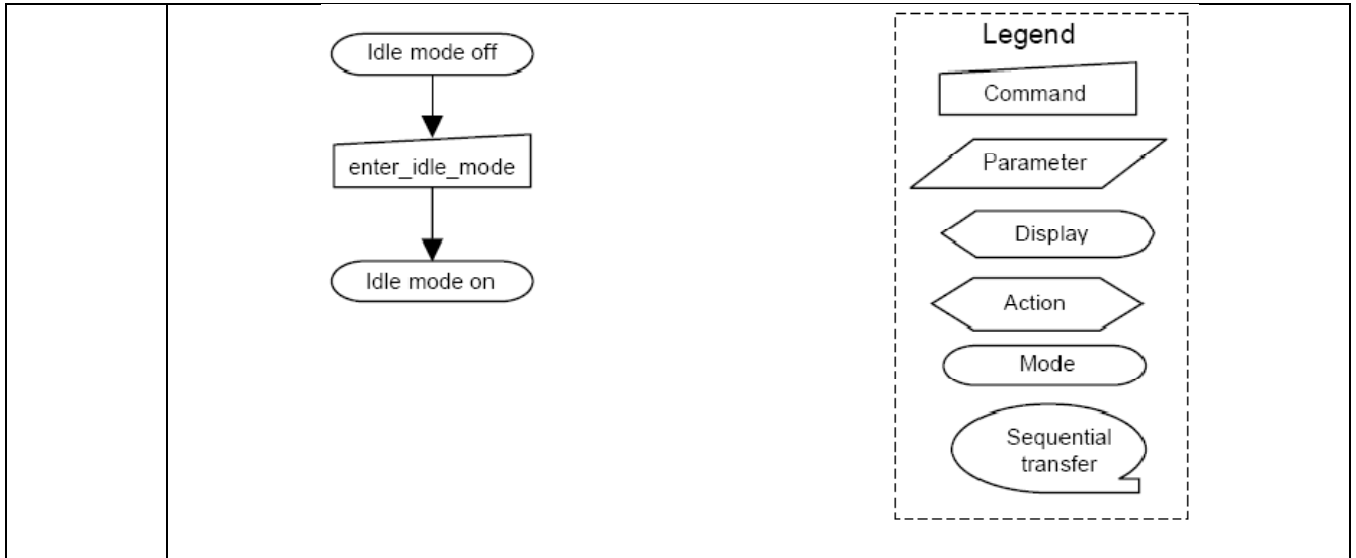 Idle mode off
enter_idle_mode
Idle mode on
Legend
Command
Parameter
Display
Action
Mode
Sequential
transfer